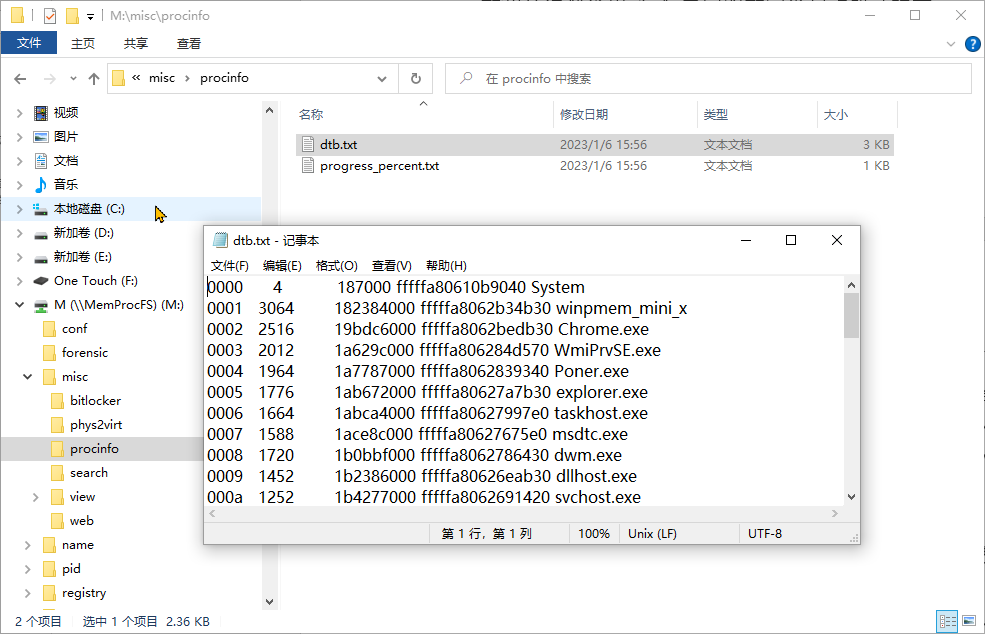 M:\misc\procinfo
文件 主页 共享 查看
« misc › procinfo
在 procinfo 中搜索
视频
图片
文档
音乐
本地磁盘 (C:)
新加卷 (D:)
新加卷 (E:)
One Touch (F:)
M (\\MemProcFS) (M:)
conf
forensic
misc
bitlocker
phys2virt
procinfo
search
view
web
name
pid
registry
名称 修改日期 类型 大小
dtb.txt 2023/1/6 15:56 文本文档 3 KB
progress_percent.txt 2023/1/6 15:56 文本文档 1 KB
dtb.txt - 记事本
文件(F) 编辑(E) 格式(O) 查看(V) 帮助(H)
0000 4 187000 fffffa80610b9040 System
0001 3064 182384000 fffffa8062b34b30 winpmem_mini_x
0002 2516 19bdc6000 fffffa8062bedb30 Chrome.exe
0003 2012 1a629c000 fffffa806284d570 WmiPrvSE.exe
0004 1964 1a7787000 fffffa8062839340 Poner.exe
0005 1776 1ab672000 fffffa80627a7b30 explorer.exe
0006 1664 1abca4000 fffffa80627997e0 taskhost.exe
0007 1588 1ace8c000 fffffa80627675e0 msdtc.exe
0008 1720 1b0bbf000 fffffa8062786430 dwm.exe
0009 1452 1b2386000 fffffa80626eab30 dllhost.exe
000a 1252 1b4277000 fffffa8062691420 svchost.exe
第 1 行，第 1 列 100% Unix (LF) UTF-8
2 个项目 选中 1 个项目 2.36 KB